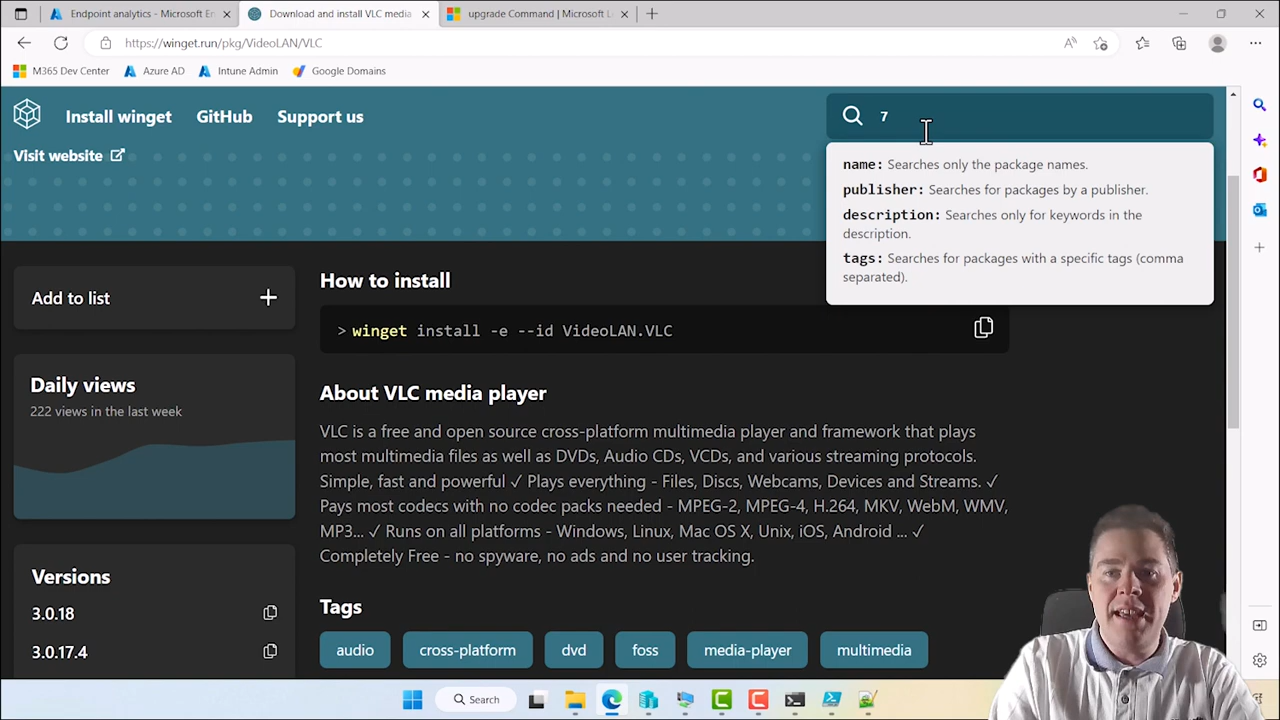 Endpoint analytics - Microsoft En
Download and install VLC media
upgrade Command | Microsoft L
https://winget.run/pkg/VideoLAN/VLC
M365 Dev Center
Azure AD
Intune Admin
Google Domains
Install winget
GitHub
Support us
7
Visit website
name: Searches only the package names.
publisher: Searches for packages by a publisher.
description: Searches only for keywords in the
description.
tags: Searches for packages with a specific tags (comma
separated).
Add to list
How to install
> winget install -e --id VideoLAN.VLC
Daily views
222 views in the last week
About VLC media player
VLC is a free and open source cross-platform multimedia player and framework that plays
most multimedia files as well as DVDs, Audio CDs, VCDs, and various streaming protocols.
Simple, fast and powerful ✓ Plays everything - Files, Discs, Webcams, Devices and Streams. ✓
Pays most codecs with no codec packs needed - MPEG-2, MPEG-4, H.264, MKV, WebM, WMV,
MP3... ✓ Runs on all platforms - Windows, Linux, Mac OS X, Unix, iOS, Android ... ✓
Completely Free - no spyware, no ads and no user tracking.
Versions
3.0.18
3.0.17.4
Tags
audio
cross-platform
dvd
foss
media-player
multimedia
Search